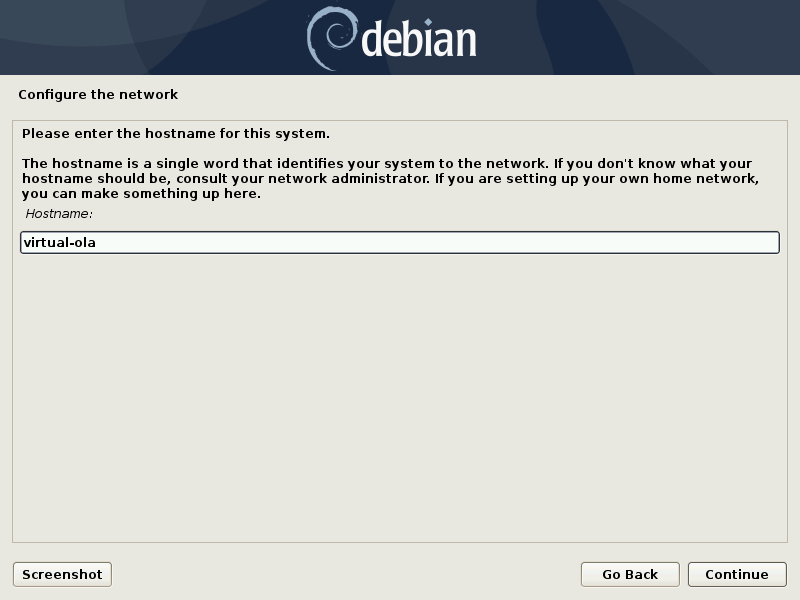 debian
Configure the network
Please enter the hostname for this system.
The hostname is a single word that identifies your system to the network. If you don't know what your
hostname should be, consult your network administrator. If you are setting up your own home network,
you can make something up here.
Hostname:
virtual-ola
Screenshot
Go Back
Continue